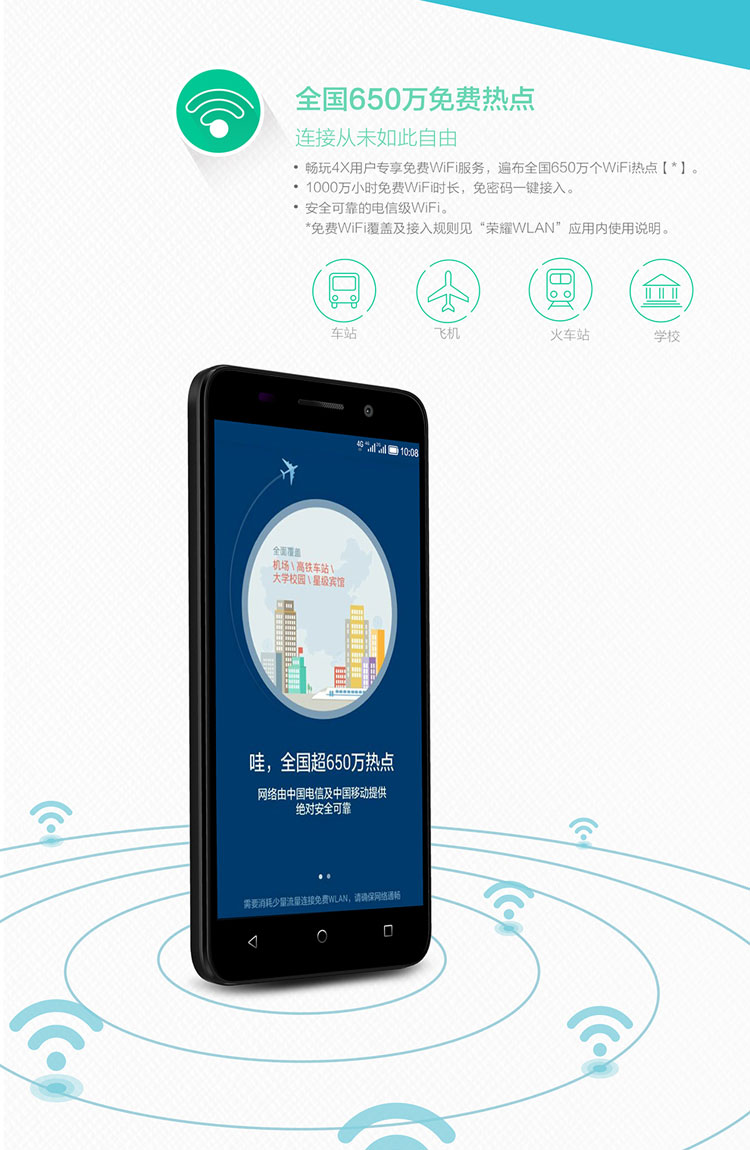 全国650万免费热点
连接从未如此自由
• 畅玩4X用户专享免费WiFi服务，遍布全国650万个WiFi热点【*】。
• 1000万小时免费WiFi时长，免密码一键接入。
• 安全可靠的电信级WiFi。
*免费WiFi覆盖及接入规则见“荣耀WLAN”应用内使用说明。
车站 飞机 火车站 学校
4G 4G 2G 10:08
全面覆盖
机场\高铁车站\
大学校园\星级宾馆
哇，全国超650万热点
网络由中国电信及中国移动提供
绝对安全可靠
需要消耗少量流量连接免费WLAN，请确保网络通畅